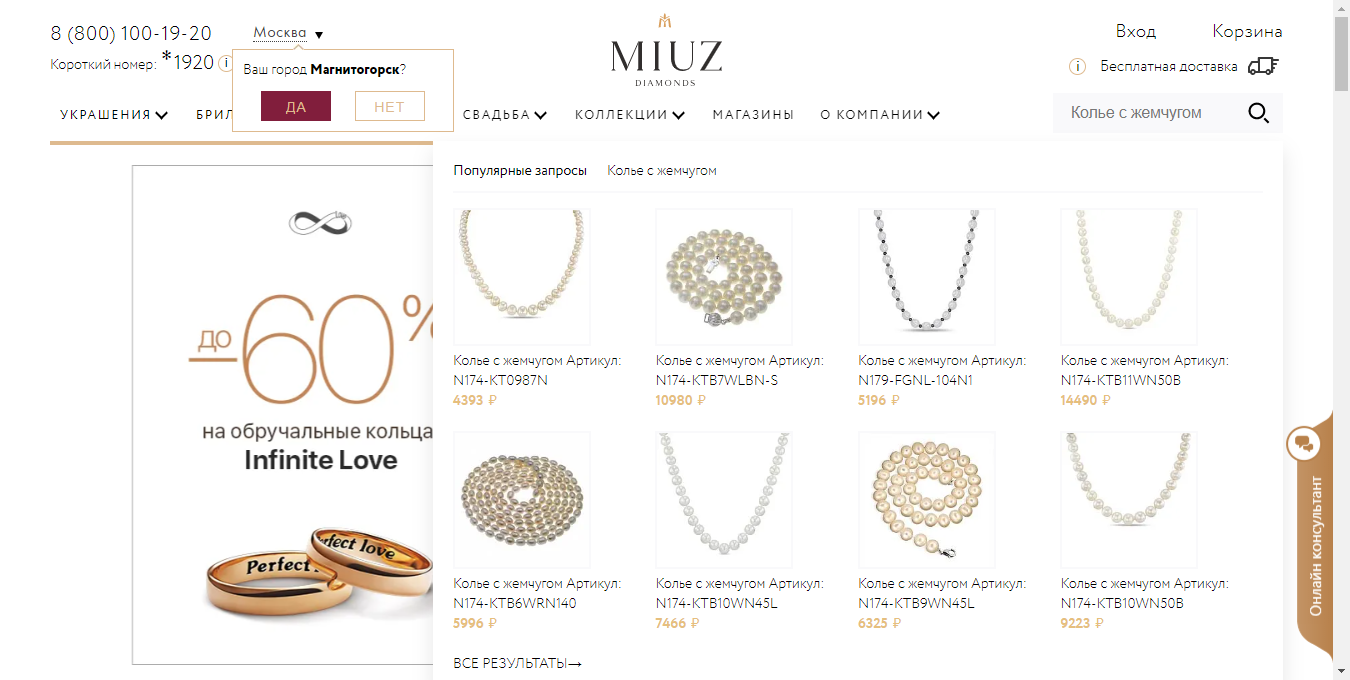 8 (800) 100-19-20
Москва
Короткий номер: *1920
Ваш город Магнитогорск?
ДА
НЕТ
MIUZ
DIAMONDS
Вход
Корзина
Бесплатная доставка
УКРАШЕНИЯ
СВАДЬБА
КОЛЛЕКЦИИ
МАГАЗИНЫ
О КОМПАНИИ
Колье с жемчугом
до 60%
на обручальные кольца
Infinite Love
Perfect
Perfect love
Популярные запросы
Колье с жемчугом
Колье с жемчугом Артикул:
N174-KT0987N
4393 ₽
Колье с жемчугом Артикул:
N174-KTB7WLBN-S
10980 ₽
Колье с жемчугом Артикул:
N179-FGNL-104N1
5196 ₽
Колье с жемчугом Артикул:
N174-KTB11WN50B
14490 ₽
Колье с жемчугом Артикул:
N174-KTB6WRN140
5996 ₽
Колье с жемчугом Артикул:
N174-KTB10WN45L
7466 ₽
Колье с жемчугом Артикул:
N174-KTB9WN45L
6325 ₽
Колье с жемчугом Артикул:
N174-KTB10WN50B
9223 ₽
ВСЕ РЕЗУЛЬТАТЫ→
Онлайн консультант